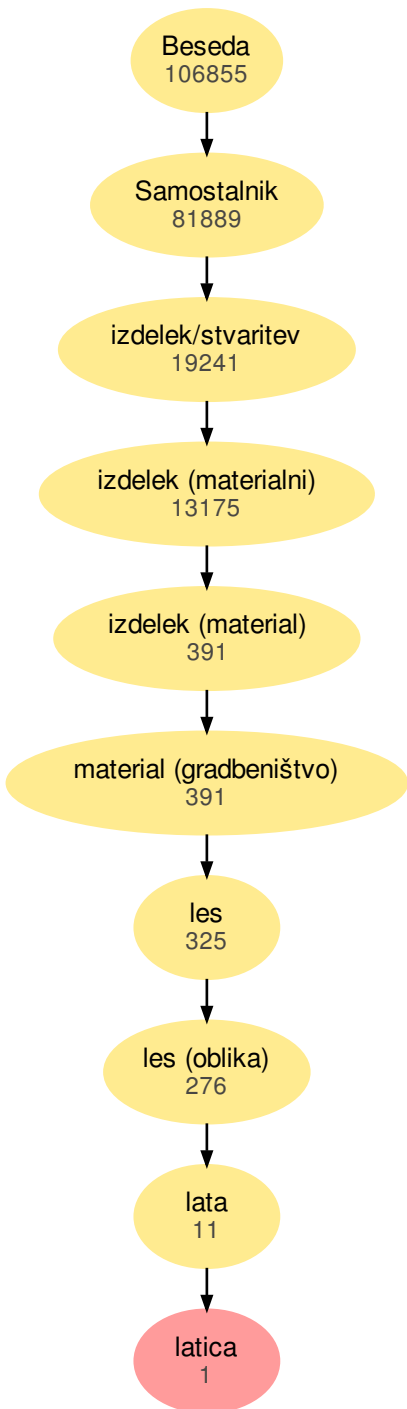 Beseda
106855
Samostalnik
81889
izdelek/stvaritev
19241
izdelek (materialni)
13175
izdelek (material)
391
material (gradbeništvo)
391
les
325
les (oblika)
276
lata
11
latica
1